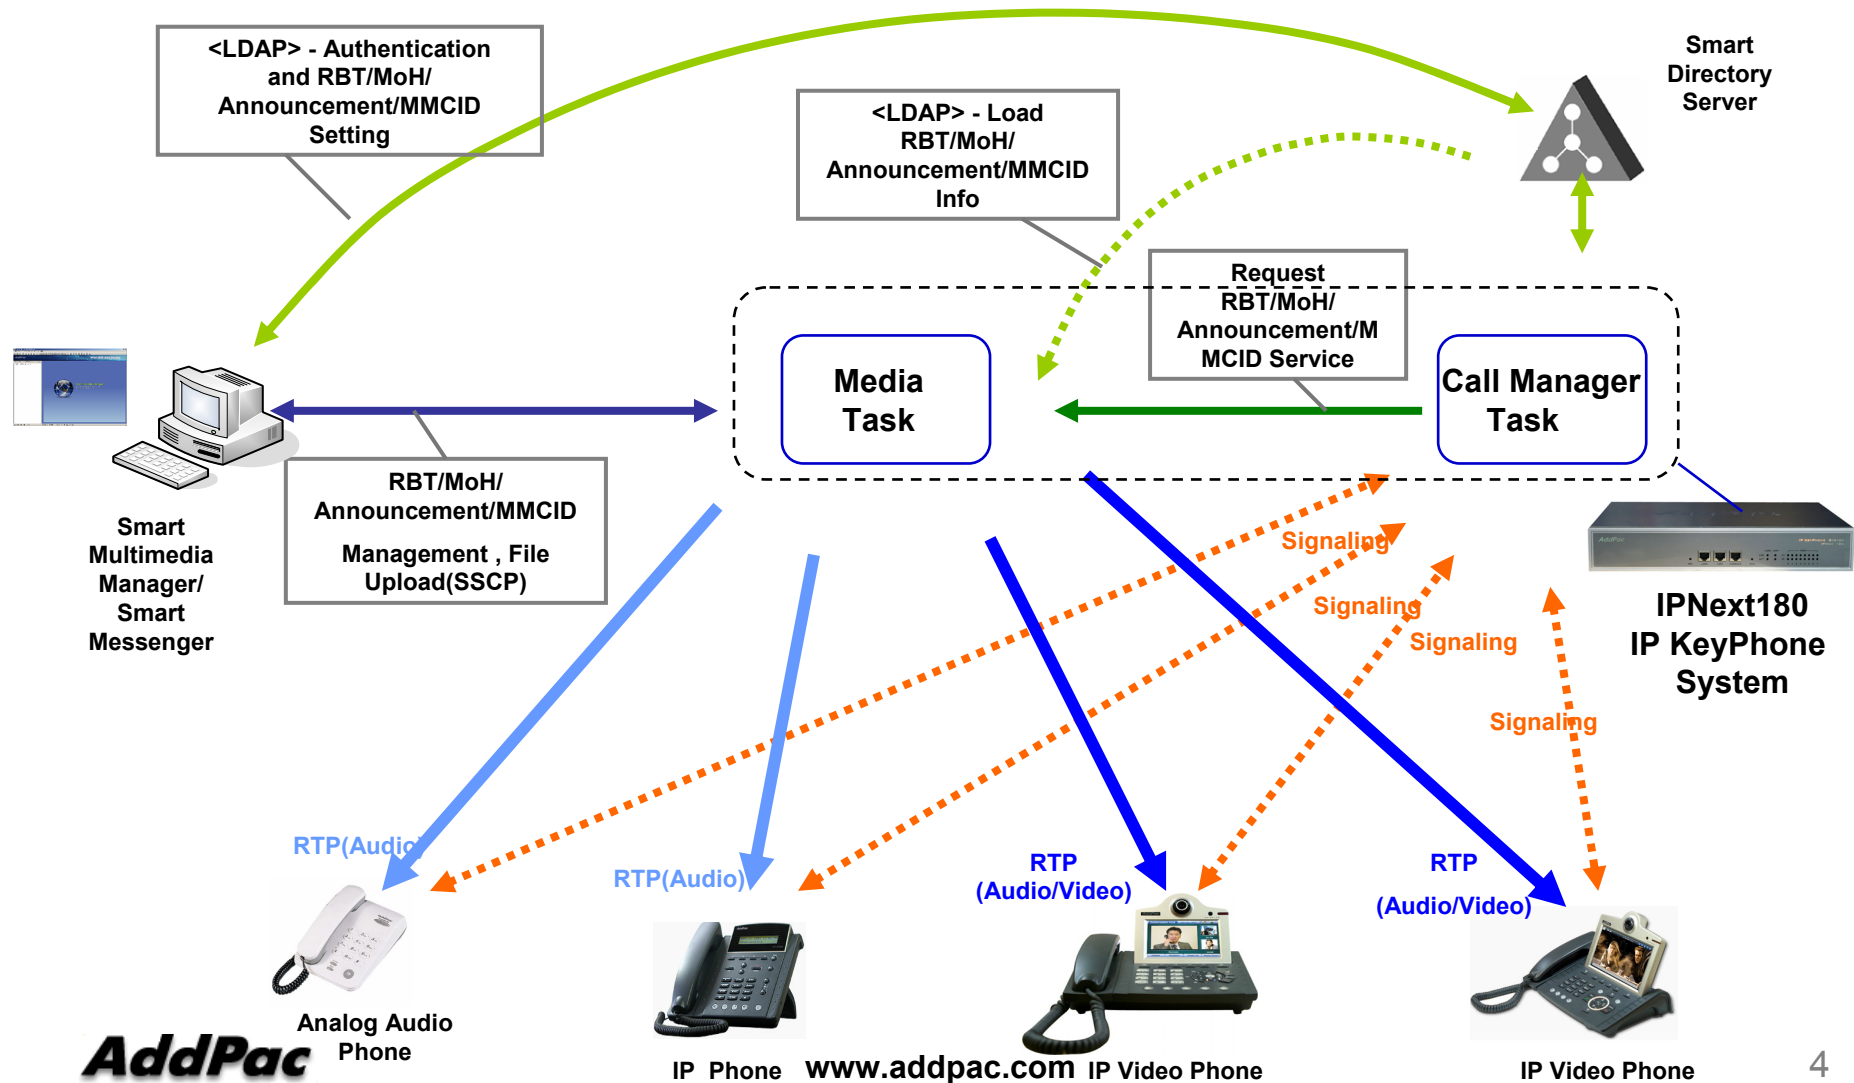 <LDAP> - Authentication
and RBT/MoH/
Announcement/MMCID
Setting
<LDAP> - Load
RBT/MoH/
Announcement/MMCID
Info
Smart
Directory
Server
Request
RBT/MoH/
Announcement/M
MCID Service
Media
Task
Call Manager
Task
RBT/MoH/
Announcement/MMCID
Management , File
Upload(SSCP)
Smart
Multimedia
Manager/
Smart
Messenger
Signaling
Signaling
Signaling
Signaling
AddPac
IPNext180
IP KeyPhone
System
RTP(Audio)
RTP(Audio)
RTP
(Audio/Video)
RTP
(Audio/Video)
Analog Audio
Phone
IP Phone
IP Video Phone
IP Video Phone
AddPac
www.addpac.com
4